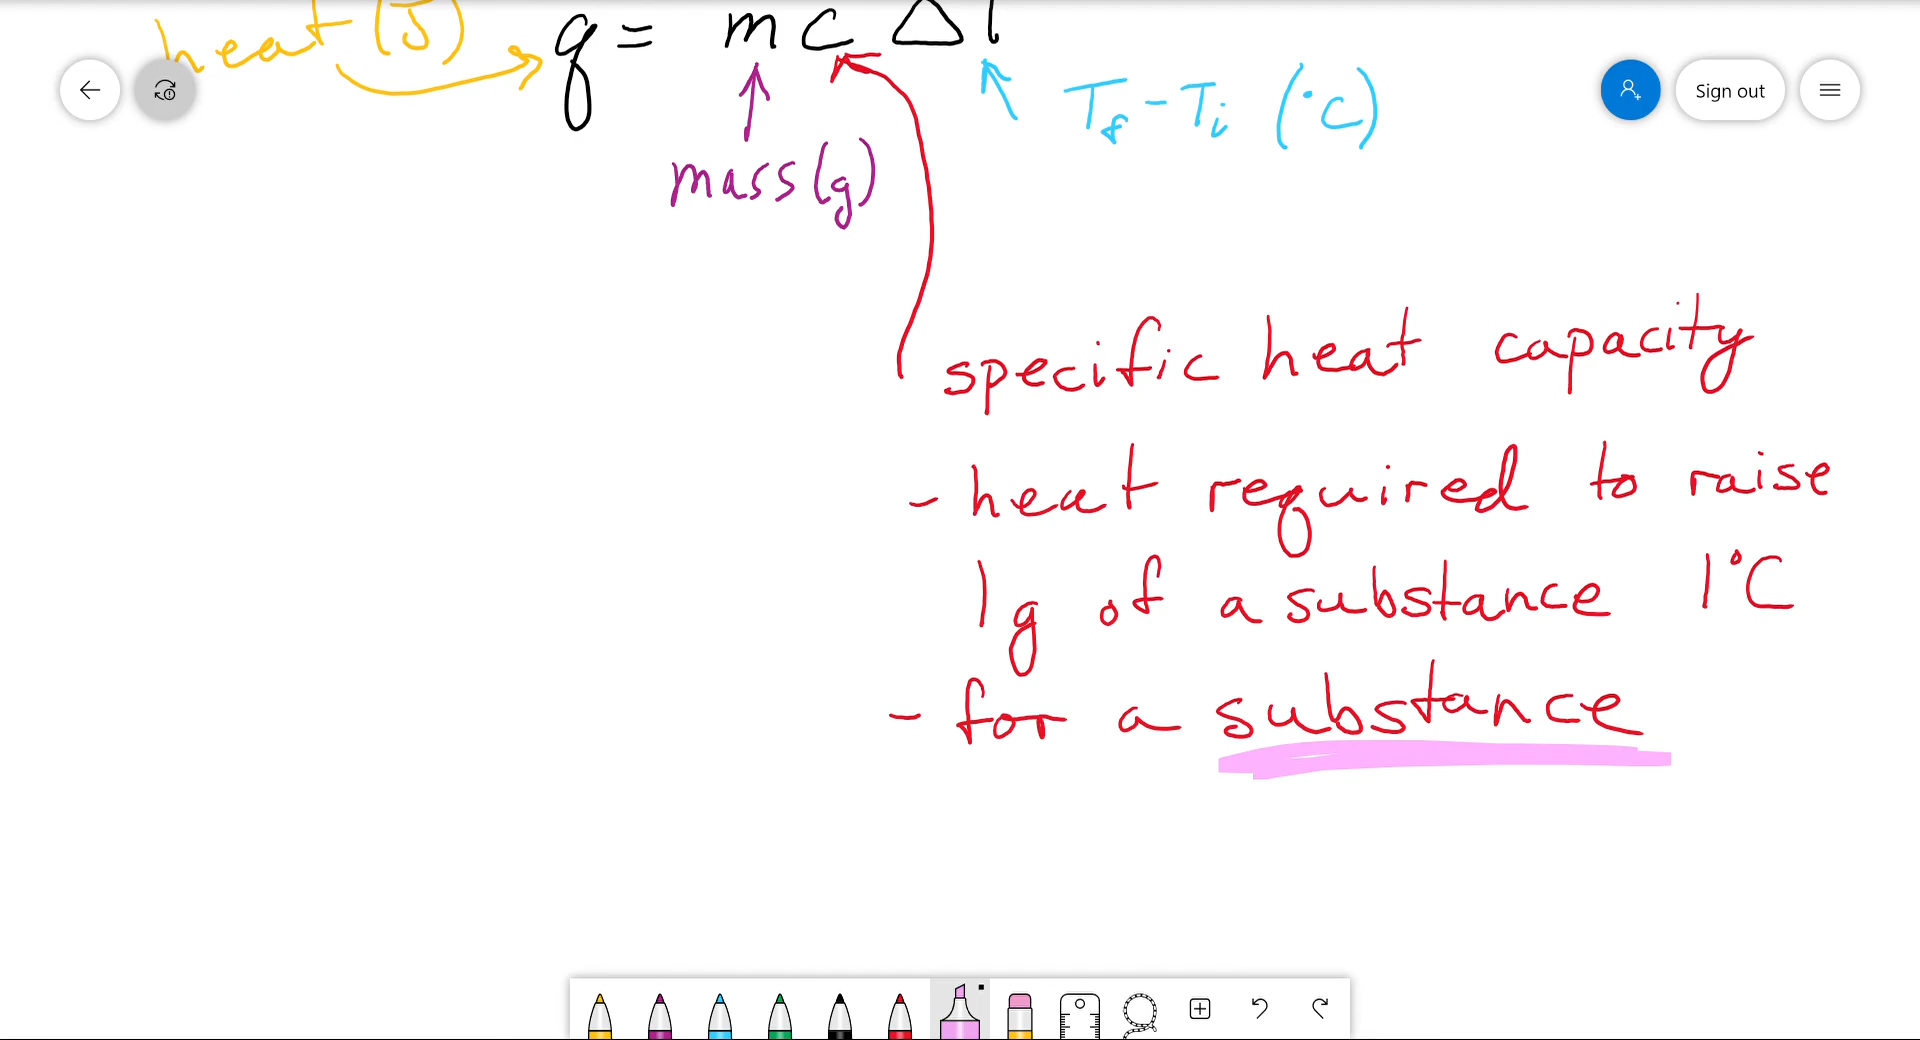 heat (J)
q = m c Δ T
Tf - Ti (°C)
Sign out
mass (g)
specific heat capacity
- heat required to raise
1g of a substance 1°C
- for a substance